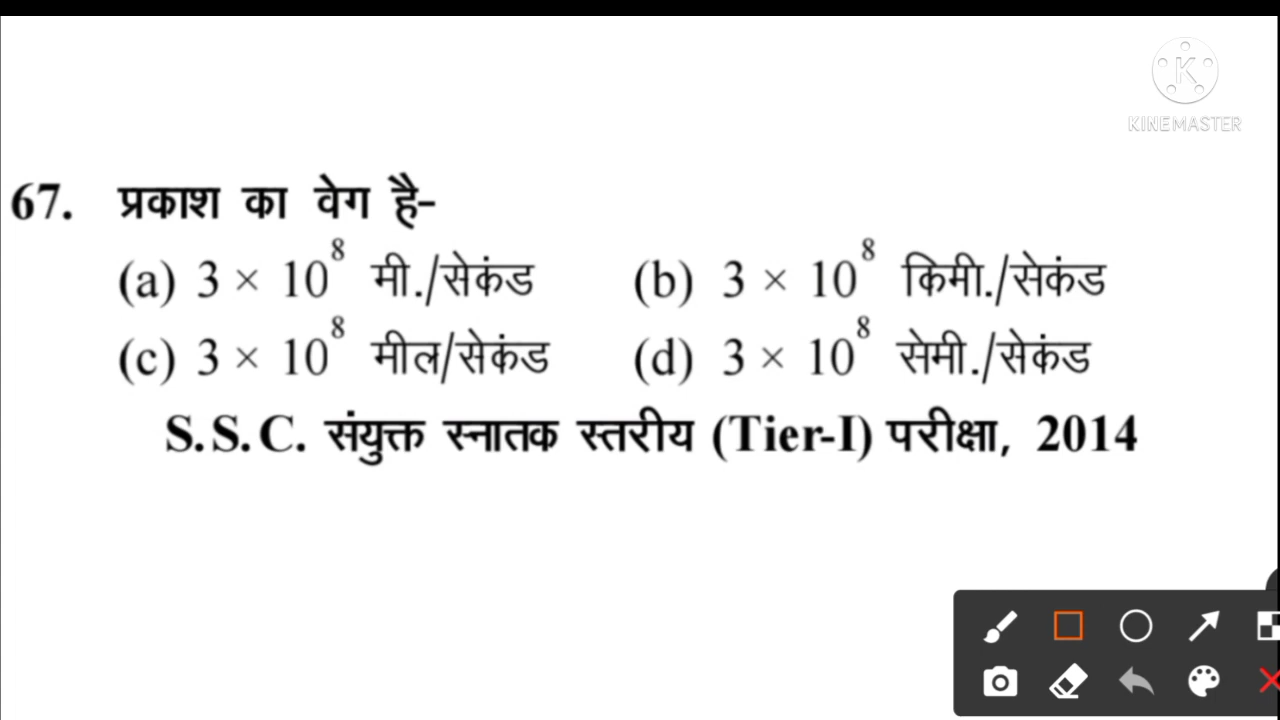 KINEMASTER
67. प्रकाश का वेग है-
(a) 3 × 10⁸ मी./सेकंड (b) 3 × 10⁸ किमी./सेकंड
(c) 3 × 10⁸ मील/सेकंड (d) 3 × 10⁸ सेमी./सेकंड
S.S.C. संयुक्त स्नातक स्तरीय (Tier-I) परीक्षा, 2014